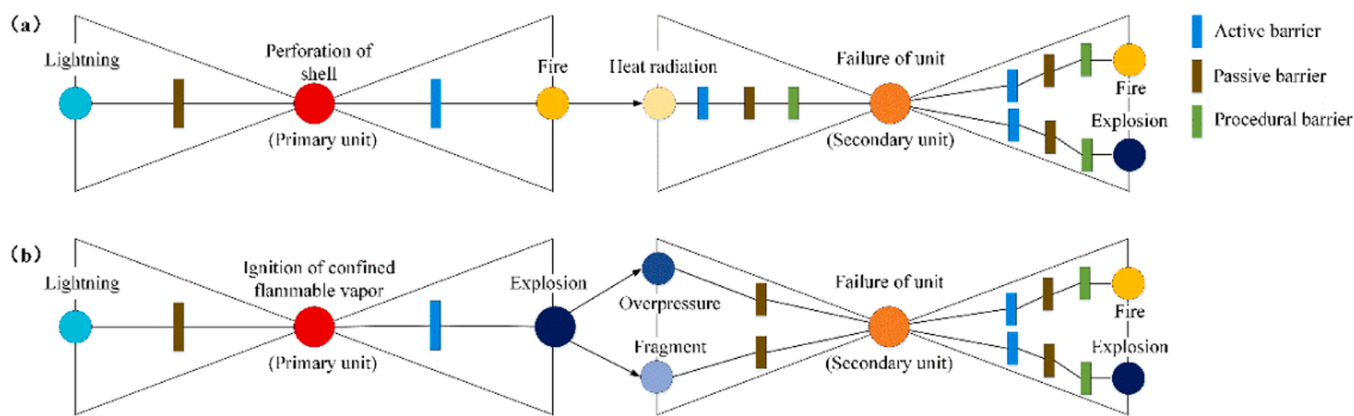 (a)
Lightning
Perforation of
shell
(Primary unit)
Fire
Heat radiation
Failure of unit
(Secondary unit)
Fire
Explosion
Active barrier
Passive barrier
Procedural barrier
(b)
Lightning
Ignition of confined
flammable vapor
(Primary unit)
Explosion
Overpressure
Fragment
Failure of unit
(Secondary unit)
Fire
Explosion